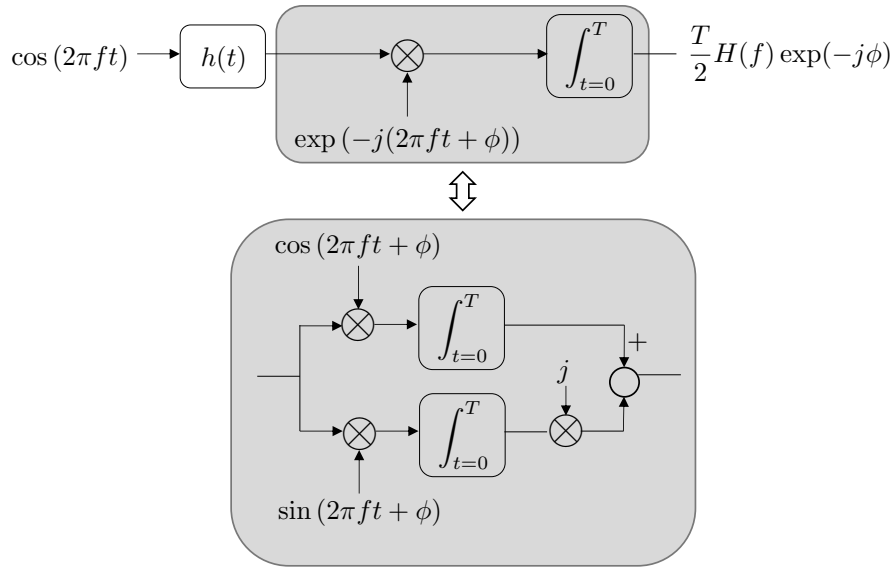 cos (2πft)
h(t)
∫_{t=0}^{T}
T/2 H(f) exp(−jϕ)
exp (−j(2πft + ϕ))
cos (2πft + ϕ)
∫_{t=0}^{T}
+
j
∫_{t=0}^{T}
sin (2πft + ϕ)